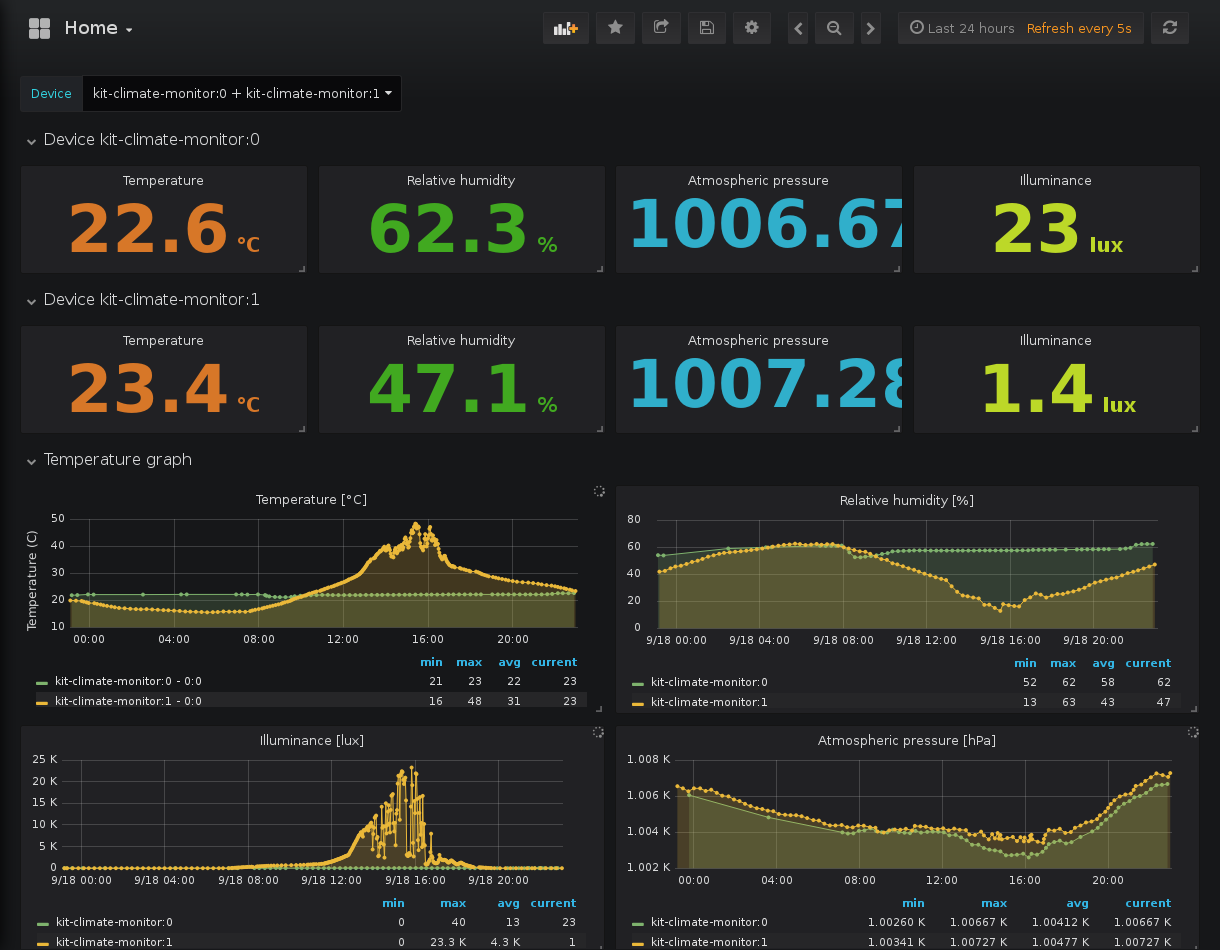 Home
Last 24 hours Refresh every 5s
Device kit-climate-monitor:0 + kit-climate-monitor:1
Device kit-climate-monitor:0
Temperature Relative humidity Atmospheric pressure Illuminance
22.6 °C 62.3 % 1006.67 23 lux
Device kit-climate-monitor:1
Temperature Relative humidity Atmospheric pressure Illuminance
23.4 °C 47.1 % 1007.28 1.4 lux
Temperature graph
Temperature [°C]
Temperature (C)
50
40
30
20
10
00:00 04:00 08:00 12:00 16:00 20:00
min max avg current
kit-climate-monitor:0 - 0:0 21 23 22 23
kit-climate-monitor:1 - 0:0 16 48 31 23
Relative humidity [%]
80
60
40
20
0
9/18 00:00 9/18 04:00 9/18 08:00 9/18 12:00 9/18 16:00 9/18 20:00
min max avg current
kit-climate-monitor:0 52 62 58 62
kit-climate-monitor:1 13 63 43 47
Illuminance [lux]
25 K
20 K
15 K
10 K
5 K
0
9/18 00:00 9/18 04:00 9/18 08:00 9/18 12:00 9/18 16:00 9/18 20:00
min max avg current
kit-climate-monitor:0 0 40 13 23
kit-climate-monitor:1 0 23.3 K 4.3 K 1
Atmospheric pressure [hPa]
1.008 K
1.006 K
1.004 K
1.002 K
00:00 04:00 08:00 12:00 16:00 20:00
min max avg current
kit-climate-monitor:0 1.00260 K 1.00667 K 1.00412 K 1.00667 K
kit-climate-monitor:1 1.00341 K 1.00727 K 1.00477 K 1.00727 K